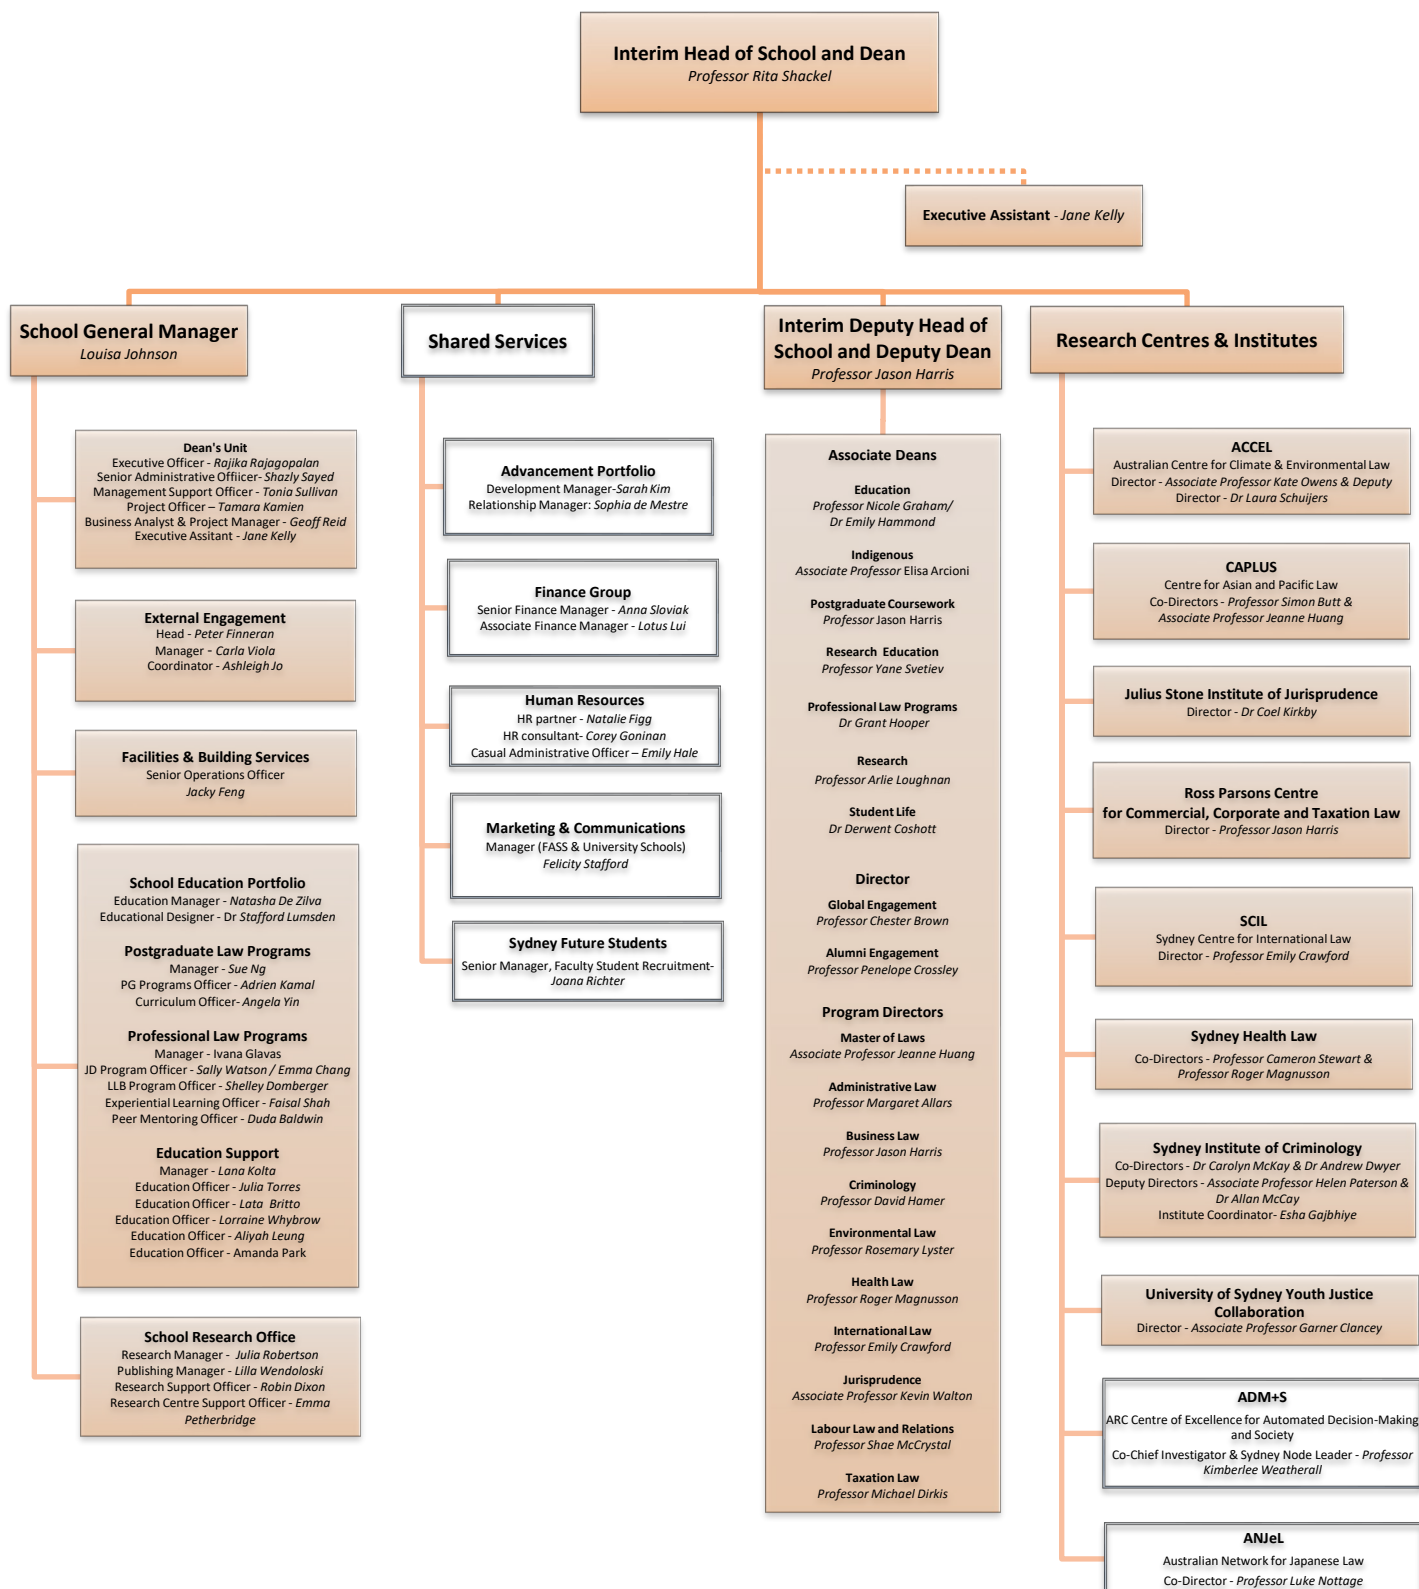 Interim Head of School and Dean
Professor Rita Shackel
Executive Assistant - Jane Kelly
School General Manager
Louisa Johnson
Dean's Unit
Executive Officer - Rajika Rajagopalan
Senior Administrative Offiicer- Shazly Sayed
Management Support Officer - Tonia Sullivan
Project Officer – Tamara Kamien
Business Analyst & Project Manager - Geoff Reid
Executive Assitant - Jane Kelly
External Engagement
Head - Peter Finneran
Manager - Carla Viola
Coordinator - Ashleigh Jo
Facilities & Building Services
Senior Operations Officer
Jacky Feng
School Education Portfolio
Education Manager - Natasha De Zilva
Educational Designer - Dr Stafford Lumsden
Postgraduate Law Programs
Manager - Sue Ng
PG Programs Officer - Adrien Kamal
Curriculum Officer- Angela Yin
Professional Law Programs
Manager - Ivana Glavas
JD Program Officer - Sally Watson / Emma Chang
LLB Program Officer - Shelley Domberger
Experiential Learning Officer - Faisal Shah
Peer Mentoring Officer - Duda Baldwin
Education Support
Manager - Lana Kolta
Education Officer - Julia Torres
Education Officer - Lata Britto
Education Officer - Lorraine Whybrow
Education Officer - Aliyah Leung
Education Officer - Amanda Park
School Research Office
Research Manager - Julia Robertson
Publishing Manager - Lilla Wendoloski
Research Support Officer - Robin Dixon
Research Centre Support Officer - Emma
Petherbridge
Shared Services
Advancement Portfolio
Development Manager-Sarah Kim
Relationship Manager: Sophia de Mestre
Finance Group
Senior Finance Manager - Anna Sloviak
Associate Finance Manager - Lotus Lui
Human Resources
HR partner - Natalie Figg
HR consultant- Corey Goninan
Casual Administrative Officer – Emily Hale
Marketing & Communications
Manager (FASS & University Schools)
Felicity Stafford
Sydney Future Students
Senior Manager, Faculty Student Recruitment-
Joana Richter
Interim Deputy Head of
School and Deputy Dean
Professor Jason Harris
Associate Deans
Education
Professor Nicole Graham/
Dr Emily Hammond
Indigenous
Associate Professor Elisa Arcioni
Postgraduate Coursework
Professor Jason Harris
Research Education
Professor Yane Svetiev
Professional Law Programs
Dr Grant Hooper
Research
Professor Arlie Loughnan
Student Life
Dr Derwent Coshott
Director
Global Engagement
Professor Chester Brown
Alumni Engagement
Professor Penelope Crossley
Program Directors
Master of Laws
Associate Professor Jeanne Huang
Administrative Law
Professor Margaret Allars
Business Law
Professor Jason Harris
Criminology
Professor David Hamer
Environmental Law
Professor Rosemary Lyster
Health Law
Professor Roger Magnusson
International Law
Professor Emily Crawford
Jurisprudence
Associate Professor Kevin Walton
Labour Law and Relations
Professor Shae McCrystal
Taxation Law
Professor Michael Dirkis
Research Centres & Institutes
ACCEL
Australian Centre for Climate & Environmental Law
Director - Associate Professor Kate Owens & Deputy
Director - Dr Laura Schuijers
CAPLUS
Centre for Asian and Pacific Law
Co-Directors - Professor Simon Butt &
Associate Professor Jeanne Huang
Julius Stone Institute of Jurisprudence
Director - Dr Coel Kirkby
Ross Parsons Centre
for Commercial, Corporate and Taxation Law
Director - Professor Jason Harris
SCIL
Sydney Centre for International Law
Director - Professor Emily Crawford
Sydney Health Law
Co-Directors - Professor Cameron Stewart &
Professor Roger Magnusson
Sydney Institute of Criminology
Co-Directors - Dr Carolyn McKay & Dr Andrew Dwyer
Deputy Directors - Associate Professor Helen Paterson &
Dr Allan McCay
Institute Coordinator- Esha Gajbhiye
University of Sydney Youth Justice
Collaboration
Director - Associate Professor Garner Clancey
ADM+S
ARC Centre of Excellence for Automated Decision-Making
and Society
Co-Chief Investigator & Sydney Node Leader - Professor
Kimberlee Weatherall
ANJeL
Australian Network for Japanese Law
Co-Director - Professor Luke Nottage